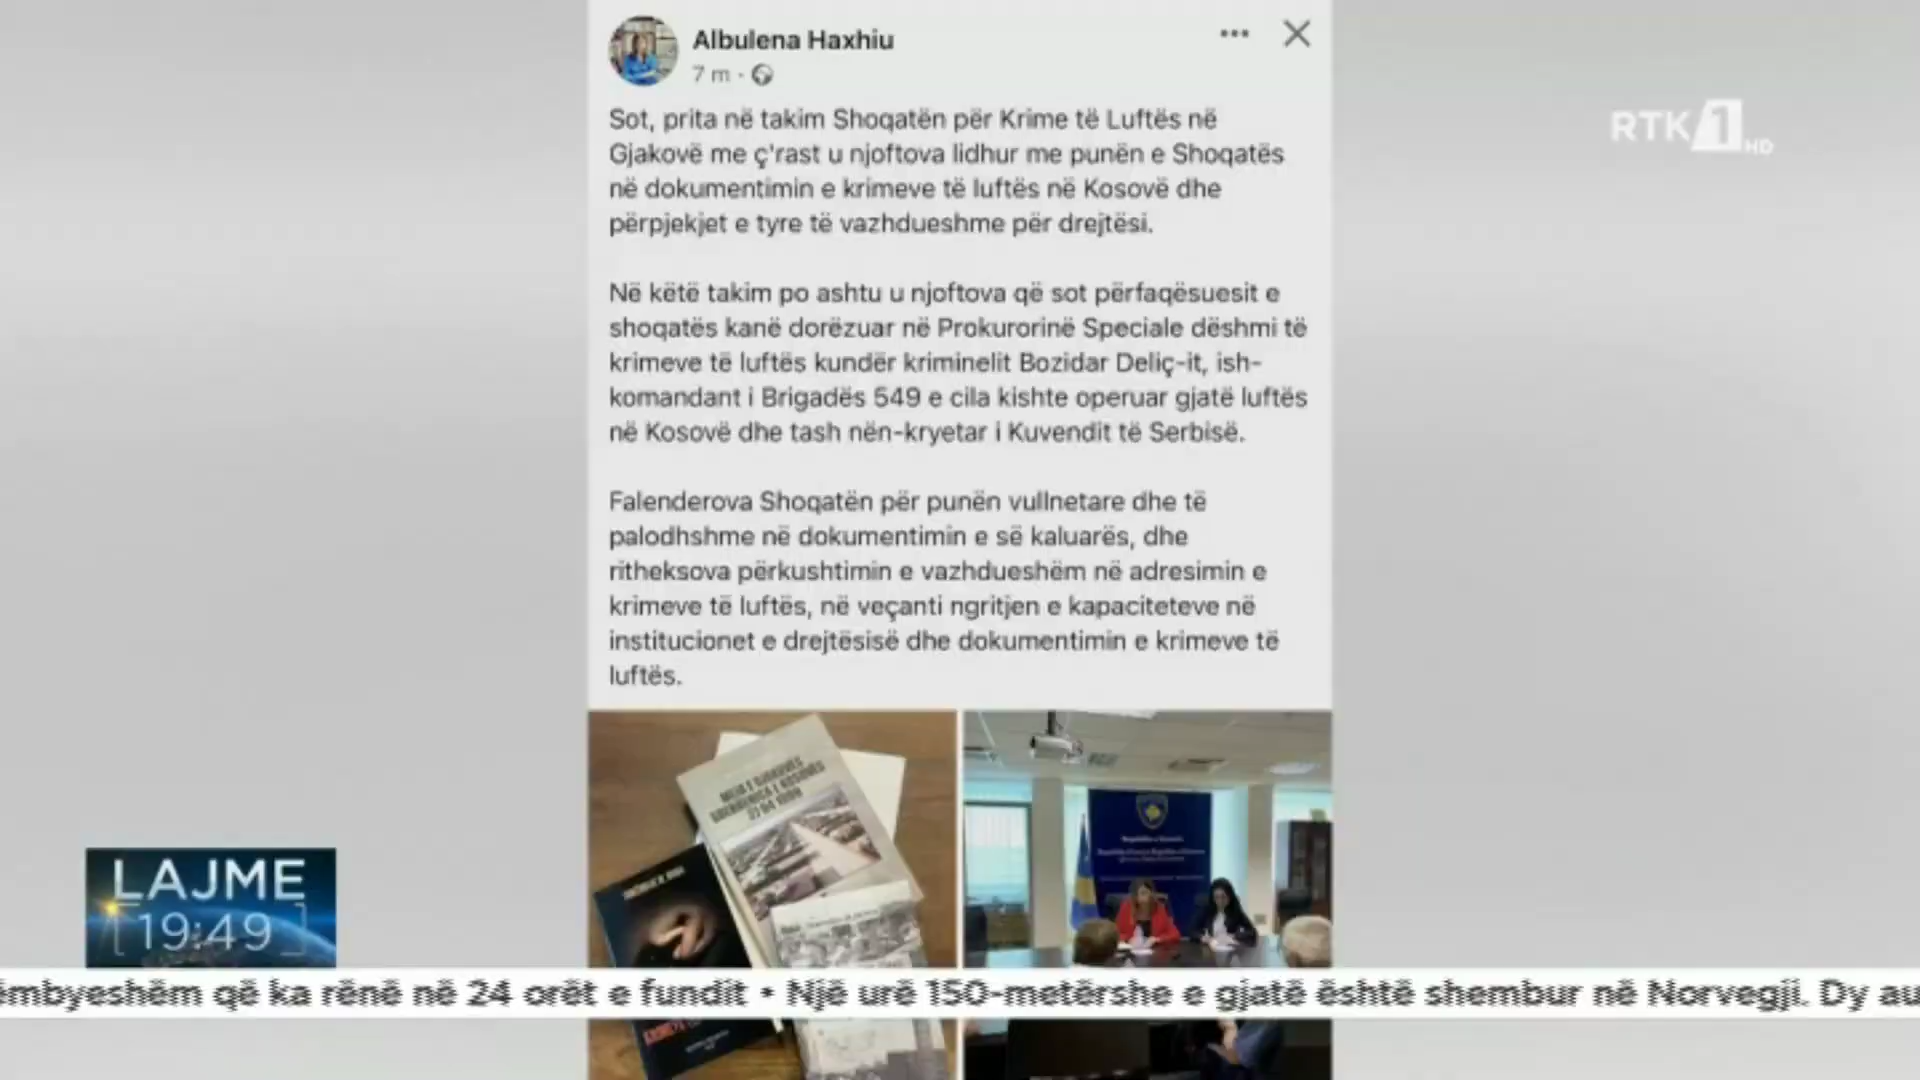 Albulena Haxhiu
7 m ·
Sot, prita në takim Shoqatën për Krime të Luftës në
Gjakovë me ç'rast u njoftova lidhur me punën e Shoqatës
në dokumentimin e krimeve të luftës në Kosovë dhe
përpjekjet e tyre të vazhdueshme për drejtësi.
Në këtë takim po ashtu u njoftova që sot përfaqësuesit e
shoqatës kanë dorëzuar në Prokurorinë Speciale dëshmi të
krimeve të luftës kundër kriminelit Bozidar Deliç-it, ish-
komandant i Brigadës 549 e cila kishte operuar gjatë luftës
në Kosovë dhe tash nën-kryetar i Kuvendit të Serbisë.
Falenderova Shoqatën për punën vullnetare dhe të
palodhshme në dokumentimin e së kaluarës, dhe
ritheksova përkushtimin e vazhdueshëm në adresimin e
krimeve të luftës, në veçanti ngritjen e kapaciteteve në
institucionet e drejtësisë dhe dokumentimin e krimeve të
luftës.
RTK 1 HD
LAJME
19:49
ëmbyeshëm që ka rënë në 24 orët e fundit • Një urë 150-metërshe e gjatë është shembur në Norvegji. Dy au